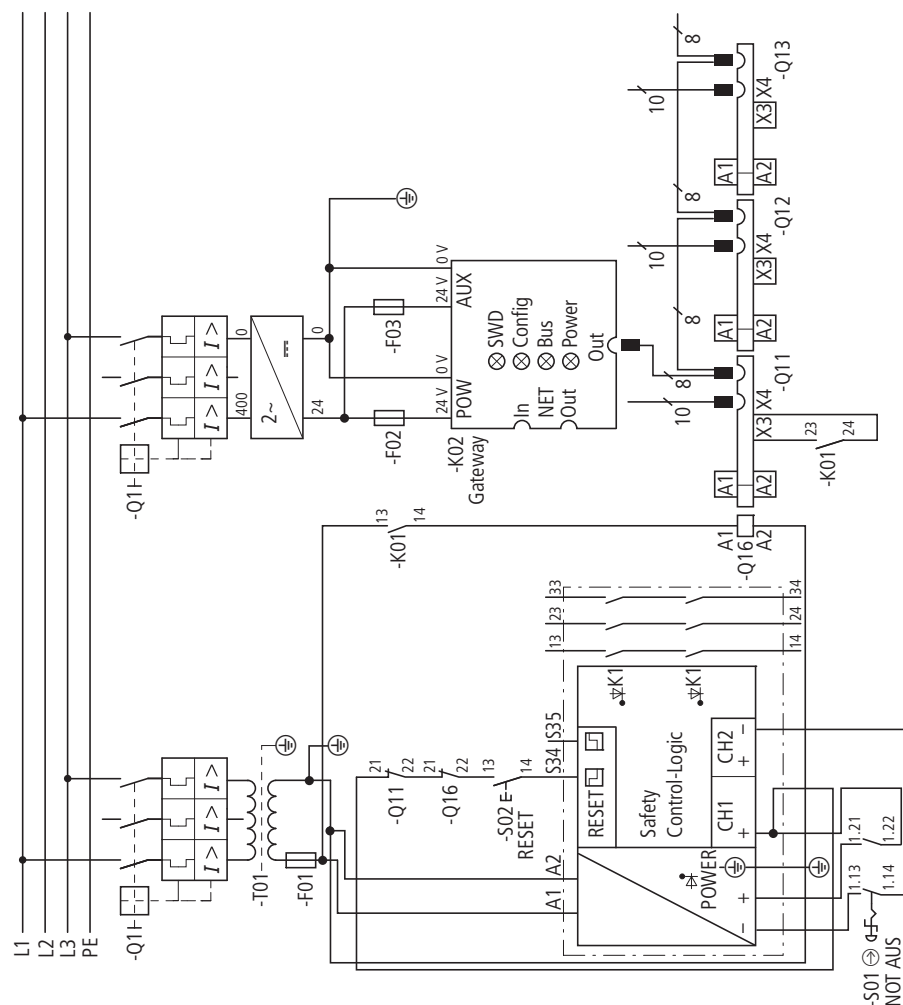 L1
L2
L3
PE
-Q1
I >
I >
I >
-T01
-F01
-Q1
I >
I >
I >
400
0
2~
24
0
-F02
-F03
24 V
0 V
24 V
0 V
POW
AUX
-K02
Gateway
SWD
Config
Bus
Power
In
NET
Out
Out
-K01
13
14
-Q11
21
22
-Q16
21
22
-S02
RESET
13
14
A1
A2
S34
S35
13
23
33
RESET
K1
K1
Safety
Control-Logic
POWER
CH1
CH2
-
+
+
-
14
24
34
A1
-Q16
A2
-S01
NOT AUS
1.13
1.14
1.21
1.22
10
8
A1
A2
X3
X4
-Q11
23
24
-K01
10
8
A1
A2
X3
X4
-Q12
10
8
A1
A2
X3
X4
-Q13
8